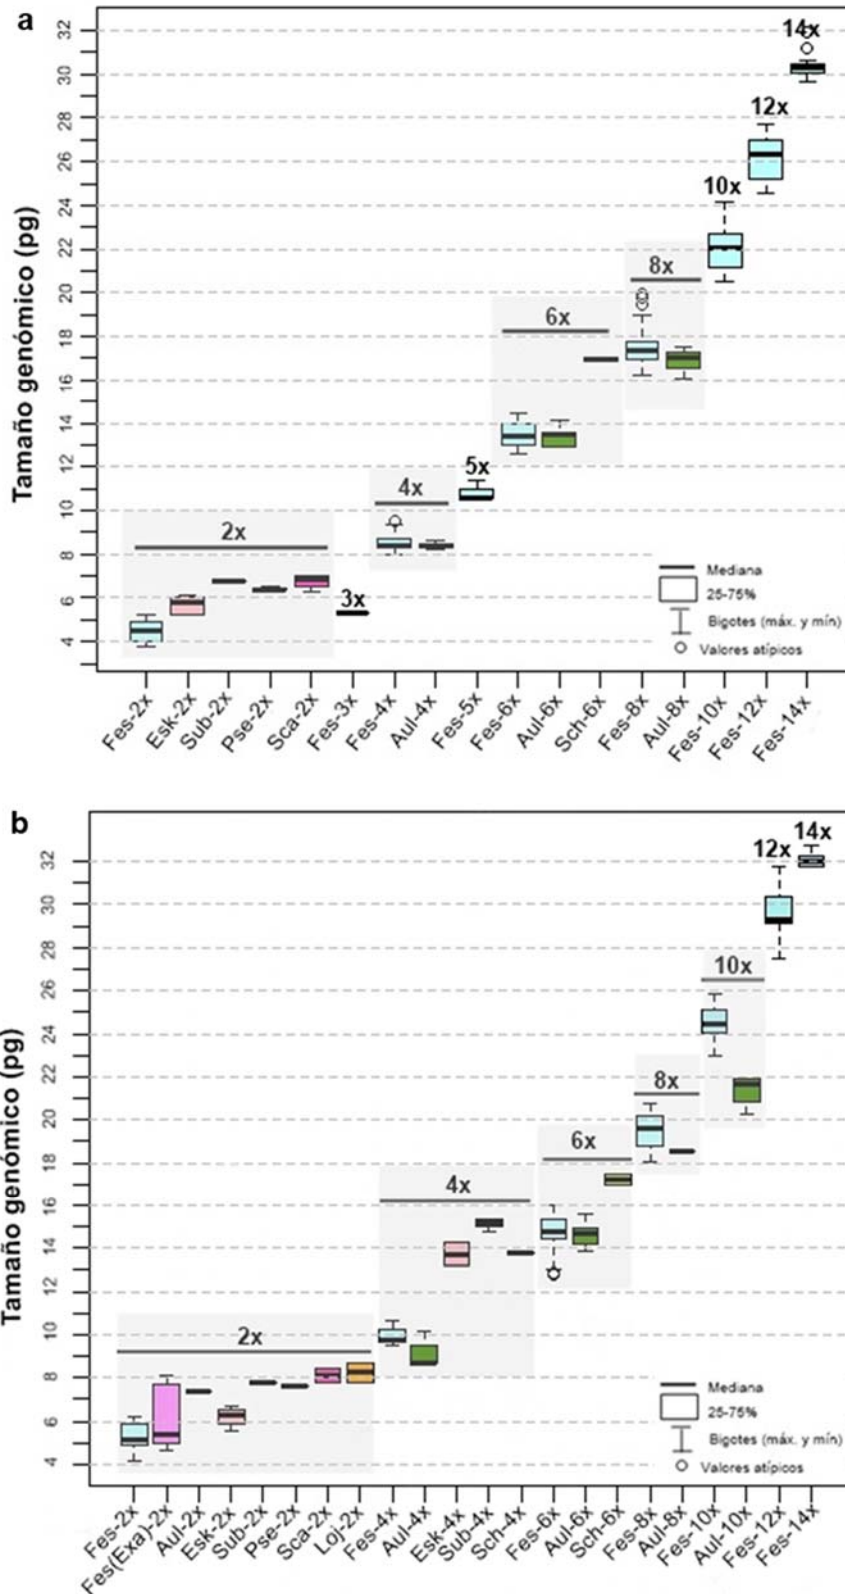 a
Tamaño genómico (pg)
32
30
28
26
24
22
20
18
16
14
12
10
8
6
4
14x
12x
10x
8x
6x
5x
4x
2x
3x
Mediana
25-75%
Bigotes (máx. y mín)
Valores atípicos
Fes-2x
Esk-2x
Sub-2x
Pse-2x
Sca-2x
Fes-3x
Fes-4x
Aul-4x
Fes-5x
Fes-6x
Aul-6x
Sch-6x
Fes-8x
Aul-8x
Fes-10x
Fes-12x
Fes-14x
b
Tamaño genómico (pg)
32
30
28
26
24
22
20
18
16
14
12
10
8
6
4
14x
12x
10x
8x
6x
4x
2x
Mediana
25-75%
Bigotes (máx. y mín)
Valores atípicos
Fes-2x
Fes(Exa)-2x
Aul-2x
Esk-2x
Sub-2x
Pse-2x
Sca-2x
Loj-2x
Fes-4x
Aul-4x
Esk-4x
Sub-4x
Sch-4x
Fes-6x
Aul-6x
Sch-6x
Fes-8x
Aul-8x
Fes-10x
Aul-10x
Fes-12x
Fes-14x